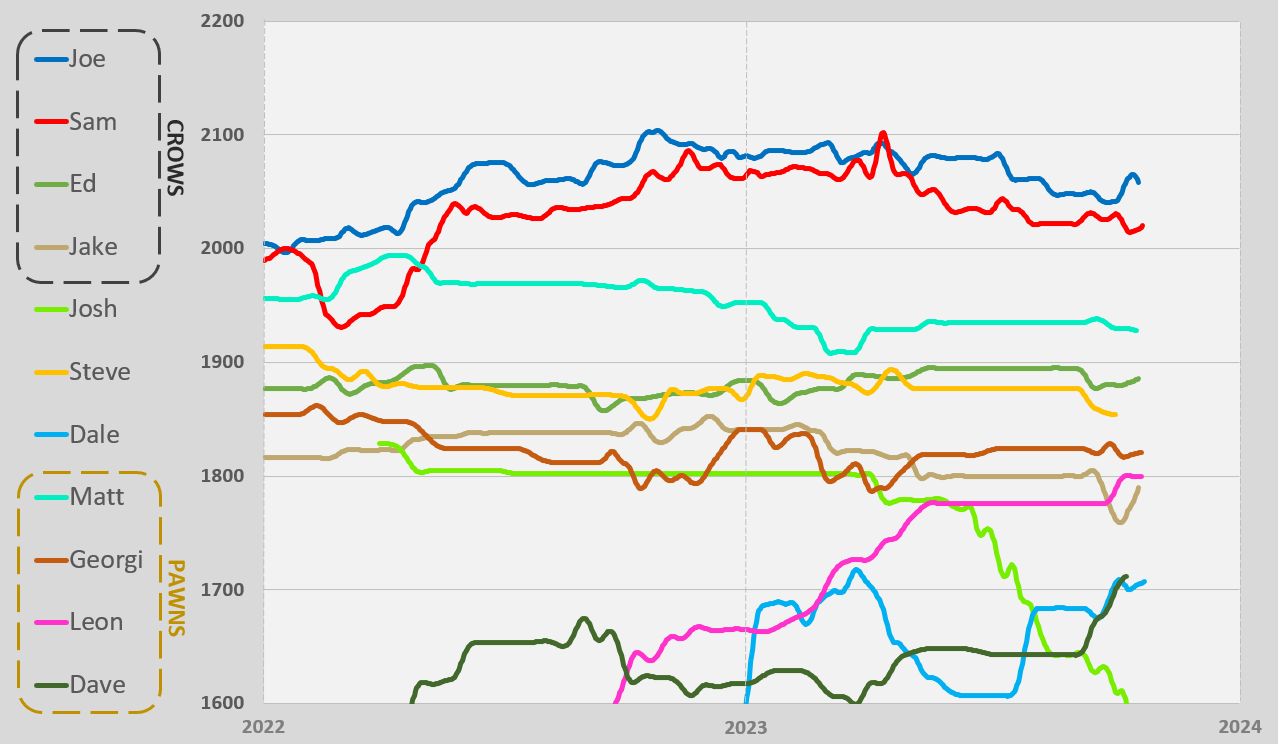 Joe
Sam
Ed
Jake
CROWS
Josh
Steve
Dale
Matt
Georgi
Leon
Dave
PAWNS
2200
2100
2000
1900
1800
1700
1600
2022
2023
2024